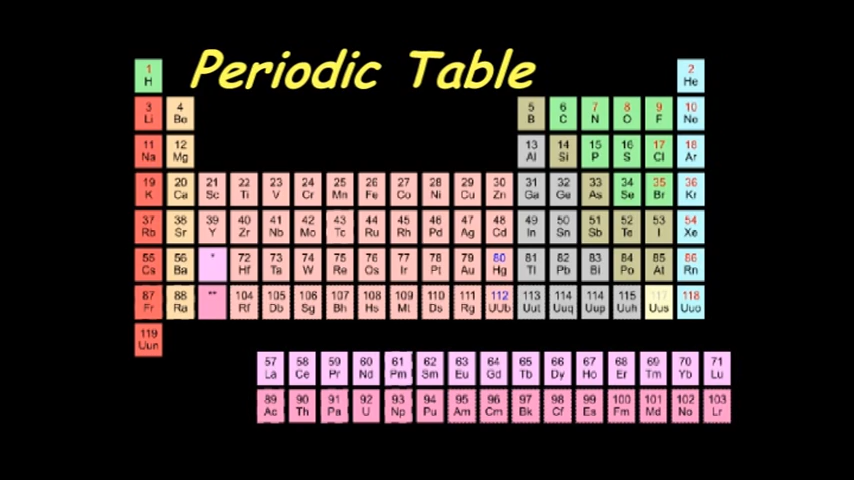 Periodic Table
1 2
H He
3 4 5 6 7 8 9 10
Li Be B C N O F Ne
11 12 13 14 15 16 17 18
Na Mg Al Si P S Cl Ar
19 20 21 22 23 24 25 26 27 28 29 30 31 32 33 34 35 36
K Ca Sc Ti V Cr Mn Fe Co Ni Cu Zn Ga Ge As Se Br Kr
37 38 39 40 41 42 43 44 45 46 47 48 49 50 51 52 53 54
Rb Sr Y Zr Nb Mo Tc Ru Rh Pd Ag Cd In Sn Sb Te I Xe
55 56 * 72 73 74 75 76 77 78 79 80 81 82 83 84 85 86
Cs Ba Hf Ta W Re Os Ir Pt Au Hg Tl Pb Bi Po At Rn
87 88 ** 104 105 106 107 108 109 110 111 112 113 114 114 115 117 118
Fr Ra Rf Db Sg Bh Hs Mt Ds Rg UUb Uut Uuq Uup Uuh Uus Uuo
119
Uun
57 58 59 60 61 62 63 64 65 66 67 68 69 70 71
La Ce Pr Nd Pm Sm Eu Gd Tb Dy Ho Er Tm Yb Lu
89 90 91 92 93 94 95 96 97 98 99 100 101 102 103
Ac Th Pa U Np Pu Am Cm Bk Cf Es Fm Md No Lr